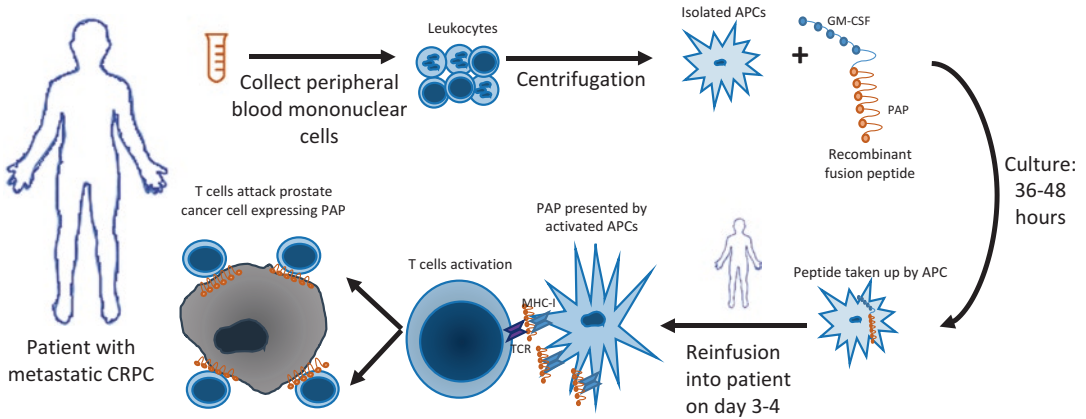 Patient with
metastatic CRPC
Collect peripheral
blood mononuclear
cells
Leukocytes
Centrifugation
Isolated APCs
+
GM-CSF
PAP
Recombinant
fusion peptide
Culture:
36-48
hours
Peptide taken up by APC
Reinfusion
into patient
on day 3-4
PAP presented by
activated APCs
MHC-I
TCR
T cells activation
T cells attack prostate
cancer cell expressing PAP